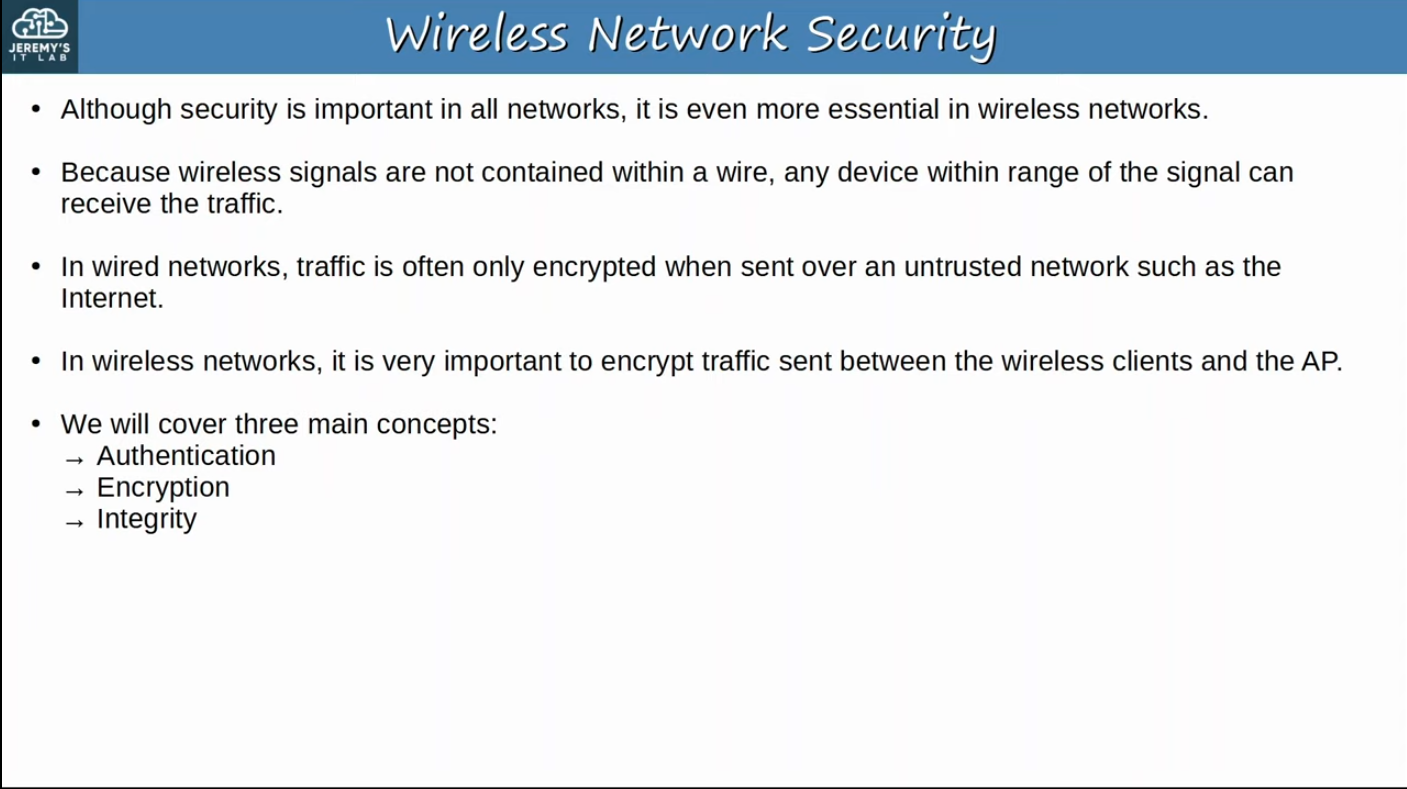 JEREMY'S
IT LAB
Wireless Network Security
• Although security is important in all networks, it is even more essential in wireless networks.
• Because wireless signals are not contained within a wire, any device within range of the signal can
receive the traffic.
• In wired networks, traffic is often only encrypted when sent over an untrusted network such as the
Internet.
• In wireless networks, it is very important to encrypt traffic sent between the wireless clients and the AP.
• We will cover three main concepts:
→ Authentication
→ Encryption
→ Integrity